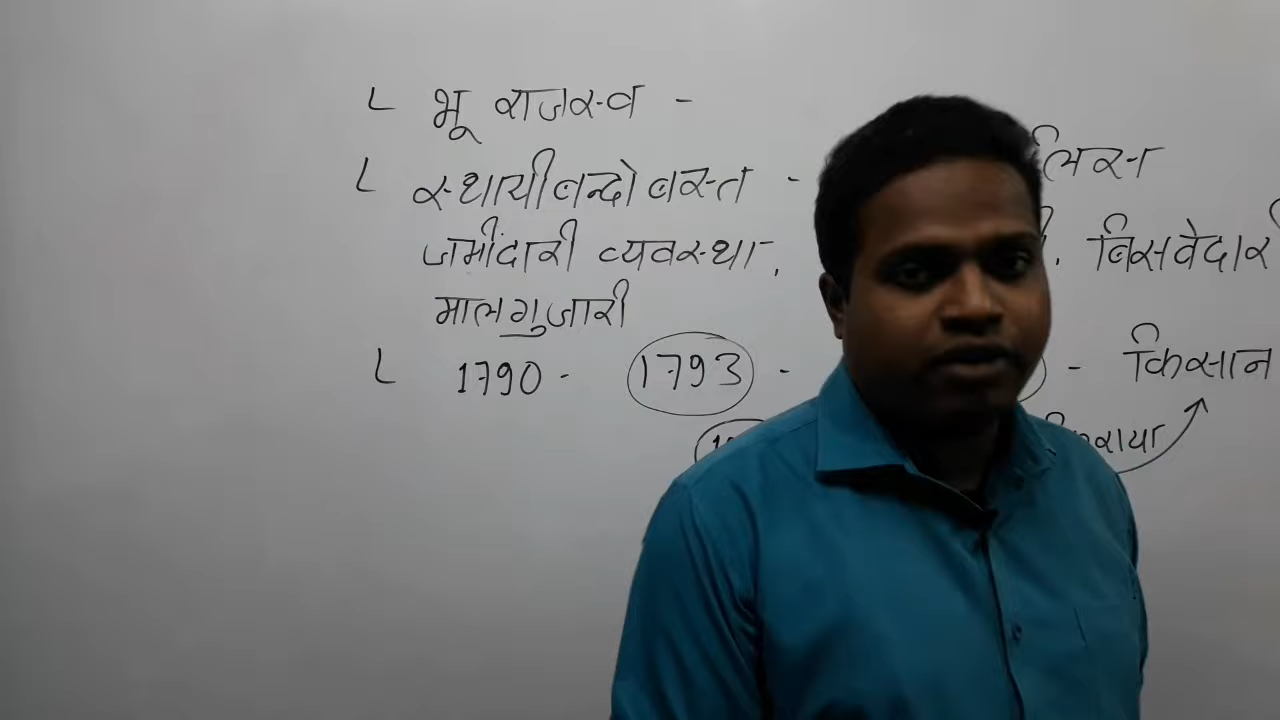 भू राजस्व -
स्थायी बन्दोबस्त -
जमींदारी व्यवस्था, . बिसवेदार
मालगुजारी
1790 - 1793 - - किसान